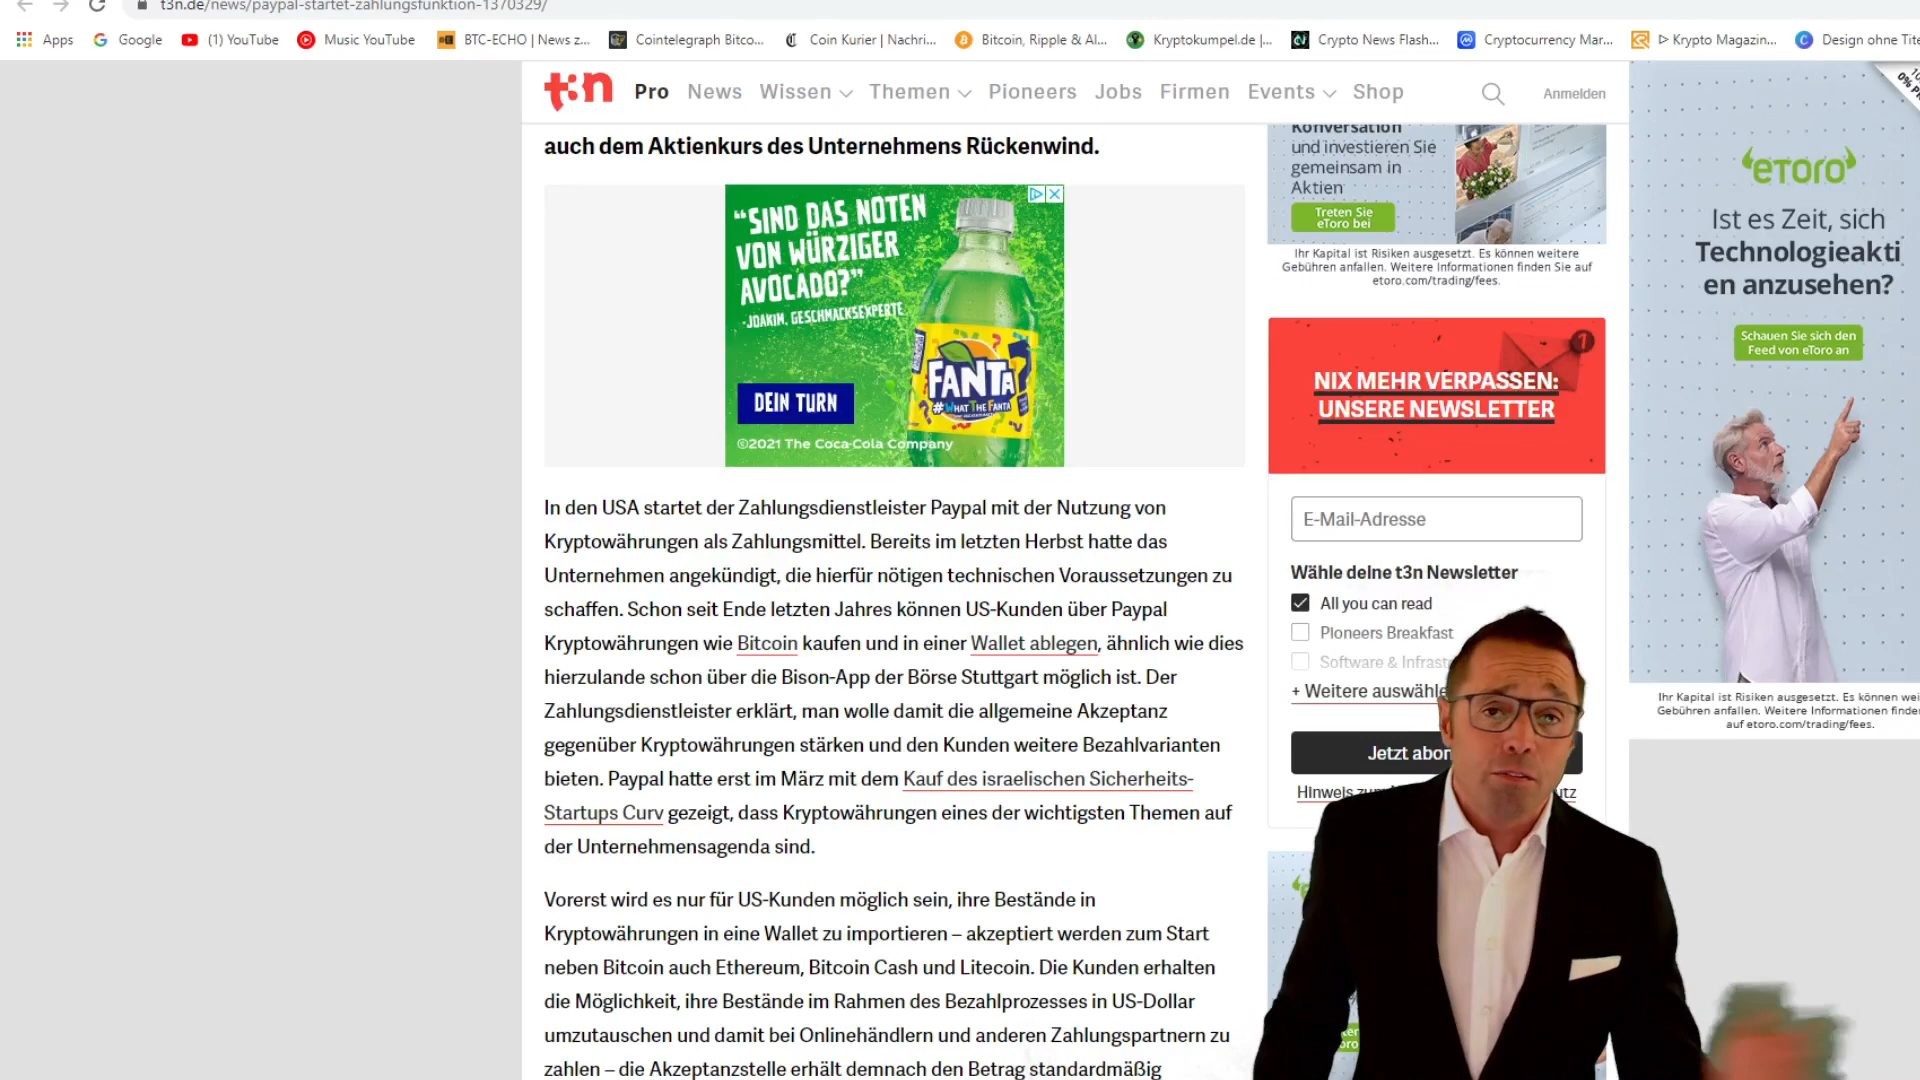 t3n.de/news/paypal-startet-zahlungsfunktion-1370329/
Apps
Google
(1) YouTube
Music YouTube
BTC-ECHO | News z...
Cointelegraph Bitco...
Coin Kurier | Nachri...
Bitcoin, Ripple & Al...
Kryptokumpel.de |...
Crypto News Flash...
Cryptocurrency Mar...
Krypto Magazin...
Design ohne Tite
t3n
Pro News Wissen Themen Pioneers Jobs Firmen Events Shop
Anmelden
auch dem Aktienkurs des Unternehmens Rückenwind.
“SIND DAS NOTEN
VON WÜRZIGER
AVOCADO?”
-JOAKIM, GESCHMACKSEXPERTE
DEIN TURN
FANTA
#WHAT THE FANTA
©2021 The Coca-Cola Company
In den USA startet der Zahlungsdienstleister Paypal mit der Nutzung von
Kryptowährungen als Zahlungsmittel. Bereits im letzten Herbst hatte das
Unternehmen angekündigt, die hierfür nötigen technischen Voraussetzungen zu
schaffen. Schon seit Ende letzten Jahres können US-Kunden über Paypal
Kryptowährungen wie Bitcoin kaufen und in einer Wallet ablegen, ähnlich wie dies
hierzulande schon über die Bison-App der Börse Stuttgart möglich ist. Der
Zahlungsdienstleister erklärt, man wolle damit die allgemeine Akzeptanz
gegenüber Kryptowährungen stärken und den Kunden weitere Bezahlvarianten
bieten. Paypal hatte erst im März mit dem Kauf des israelischen Sicherheits-
Startups Curv gezeigt, dass Kryptowährungen eines der wichtigsten Themen auf
der Unternehmensagenda sind.
Vorerst wird es nur für US-Kunden möglich sein, ihre Bestände in
Kryptowährungen in eine Wallet zu importieren – akzeptiert werden zum Start
neben Bitcoin auch Ethereum, Bitcoin Cash und Litecoin. Die Kunden erhalten
die Möglichkeit, ihre Bestände im Rahmen des Bezahlprozesses in US-Dollar
umzutauschen und damit bei Onlinehändlern und anderen Zahlungspartnern zu
zahlen – die Akzeptanzstelle erhält demnach den Betrag standardmäßig
Konversation
und investieren Sie
gemeinsam in
Aktien
Treten Sie
eToro bei
Ihr Kapital ist Risiken ausgesetzt. Es können weitere
Gebühren anfallen. Weitere Informationen finden Sie auf
etoro.com/trading/fees.
1
NIX MEHR VERPASSEN:
UNSERE NEWSLETTER
E-Mail-Adresse
Wähle deine t3n Newsletter
All you can read
Pioneers Breakfast
Software & Infrast
+ Weitere auswähle
Jetzt abon
Hinweis
utz
eToro
Ist es Zeit, sich
Technologieakti
en anzusehen?
Schauen Sie sich den
Feed von eToro an
Ihr Kapital ist Risiken ausgesetzt. Es können wei
Gebühren anfallen. Weitere Informationen finden
auf etoro.com/trading/fees.